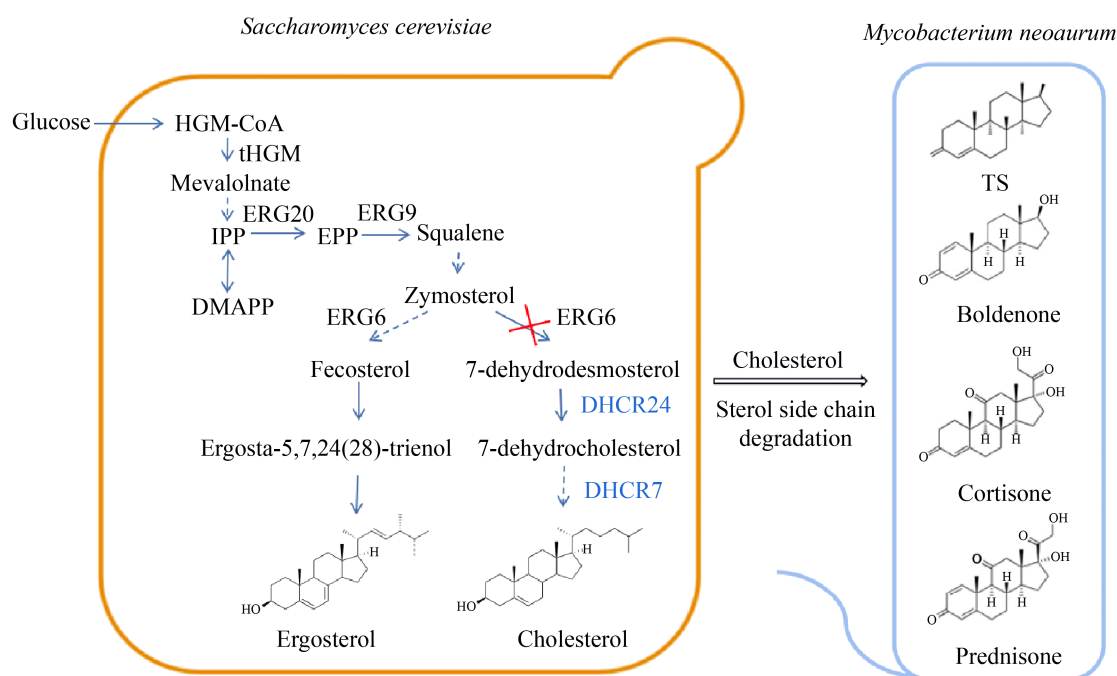 Saccharomyces cerevisiae
Mycobacterium neoaurum
Glucose
HGM-CoA
tHGM
Mevalolnate
ERG20
ERG9
IPP
EPP
Squalene
DMAPP
Zymosterol
ERG6
ERG6
Fecosterol
7-dehydrodesmosterol
DHCR24
Ergosta-5,7,24(28)-trienol
7-dehydrocholesterol
DHCR7
H
HO
Ergosterol
H
HO
Cholesterol
Cholesterol
Sterol side chain
degradation
TS
OH
H
H
H
O
Boldenone
OH
O
O
OH
H
H
H
O
Cortisone
OH
O
O
OH
H
H
H
O
Prednisone